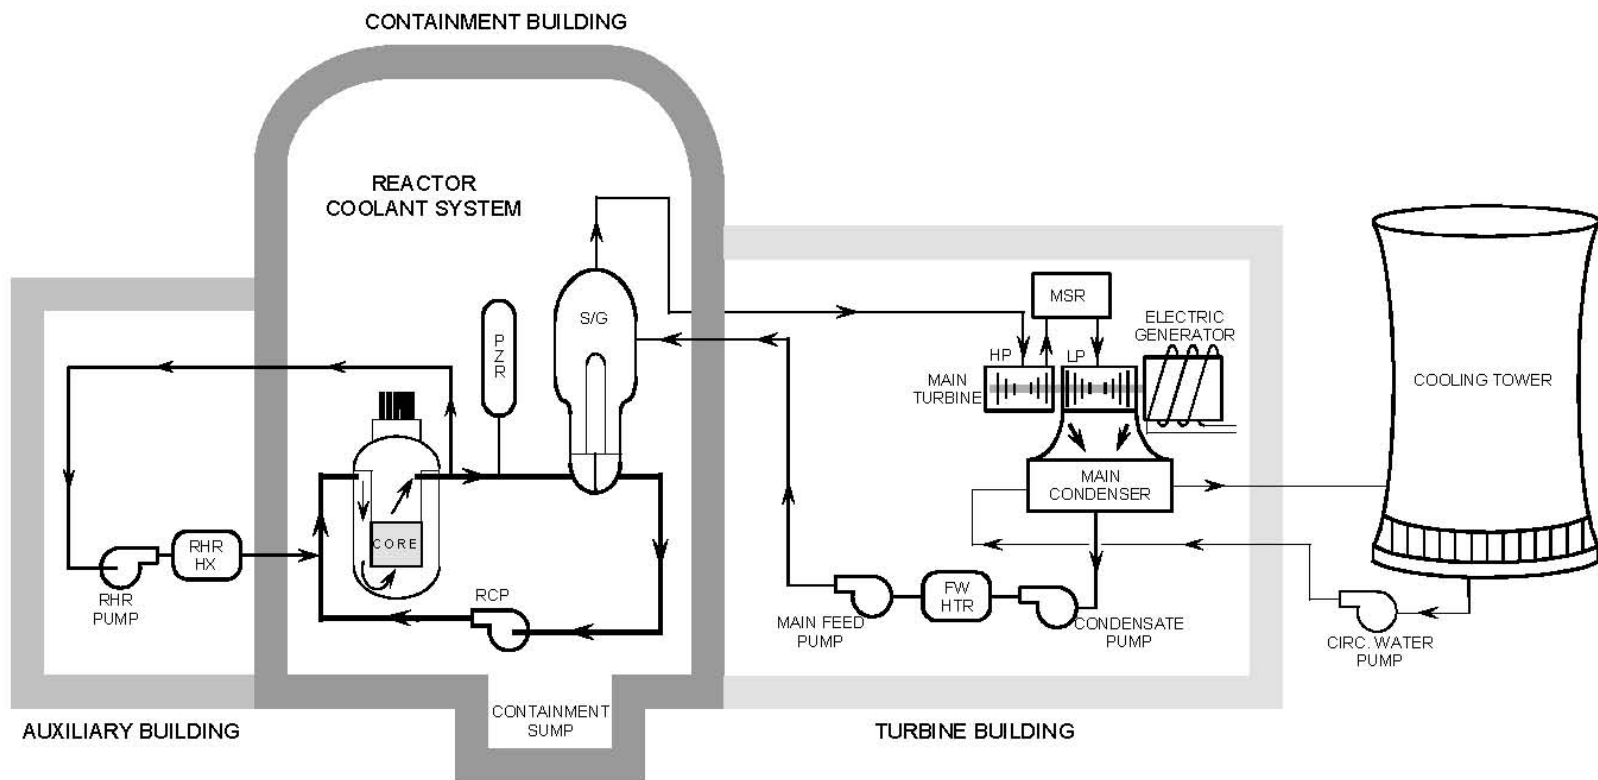 CONTAINMENT BUILDING
REACTOR
COOLANT SYSTEM
PZR
S/G
CORE
RCP
RHR
HX
RHR
PUMP
CONTAINMENT
SUMP
AUXILIARY BUILDING
MSR
ELECTRIC
GENERATOR
HP
LP
MAIN
TURBINE
MAIN
CONDENSER
FW
HTR
MAIN FEED
PUMP
CONDENSATE
PUMP
TURBINE BUILDING
COOLING TOWER
CIRC. WATER
PUMP